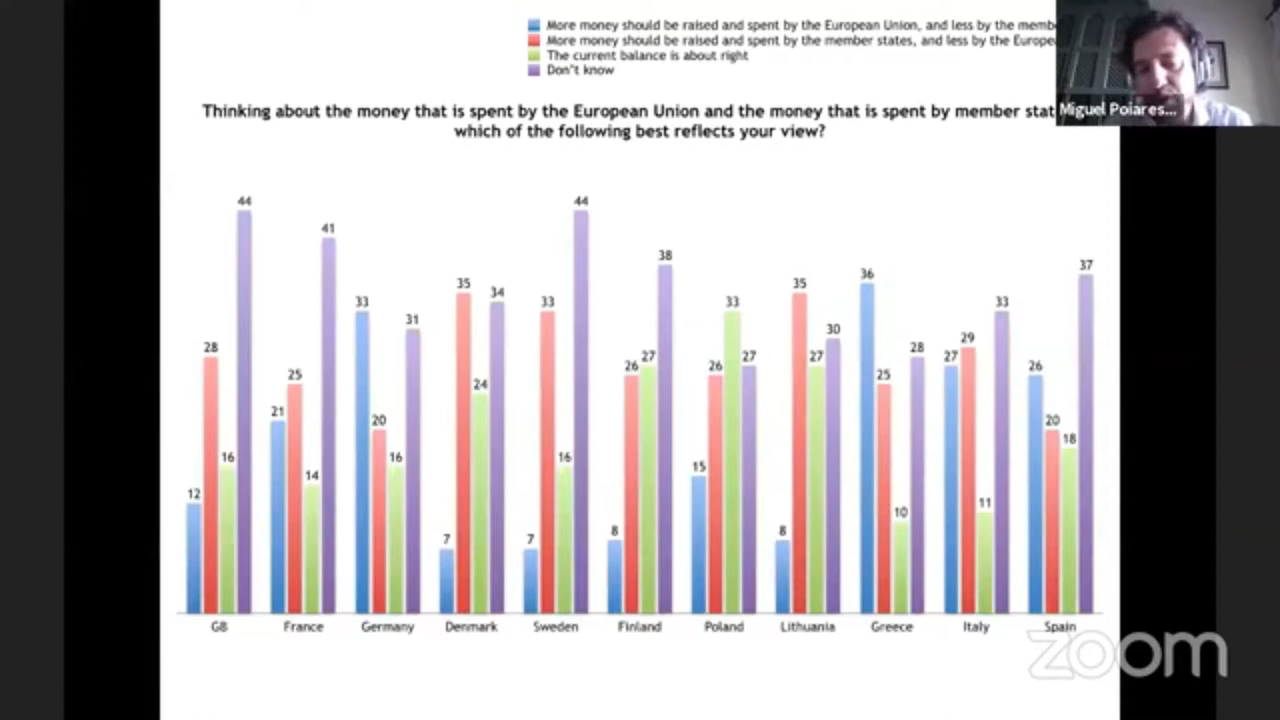 More money should be raised and spent by the European Union, and less by the
More money should be raised and spent by the member states, and less by the
The current balance is about right
Don't know
Miguel Poiares...
Thinking about the money that is spent by the European Union and the money that is spent by member
which of the following best reflects your view?
12 28 16 44
21 25 14 41
33 20 16 31
7 35 24 34
7 33 16 44
8 26 27 38
15 26 33 27
8 35 27 30
36 25 10 28
27 29 11 33
26 20 18 37
GB France Germany Denmark Sweden Finland Poland Lithuania Greece Italy Spain
zoom